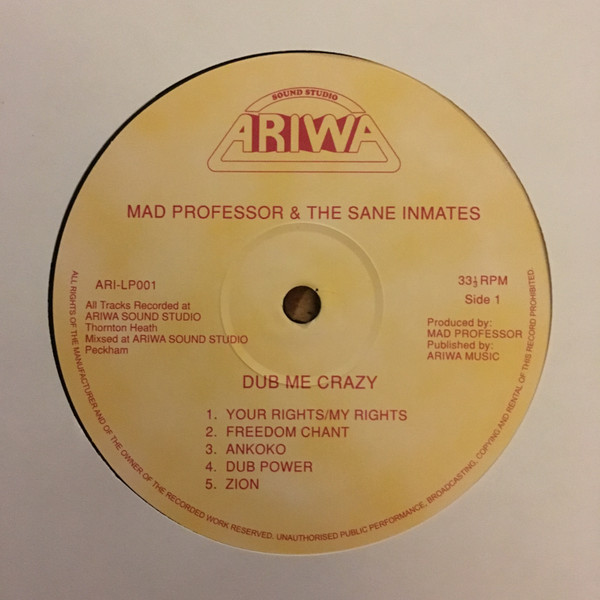 SOUND STUDIO
ARIWA
MAD PROFESSOR & THE SANE INMATES
ARI-LP001
All Tracks Recorded at
ARIWA SOUND STUDIO
Thornton Heath
Mixsed at ARIWA SOUND STUDIO
Peckham
33⅓ RPM
Side 1
Produced by:
MAD PROFESSOR
Published by:
ARIWA MUSIC
DUB ME CRAZY
1. YOUR RIGHTS/MY RIGHTS
2. FREEDOM CHANT
3. ANKOKO
4. DUB POWER
5. ZION
ALL RIGHTS OF THE MANUFACTURER AND OF THE OWNER OF THE RECORDED WORK RESERVED. UNAUTHORISED PUBLIC PERFORMANCE, BROADCASTING, COPYING AND RENTAL OF THIS RECORD PROHIBITED.